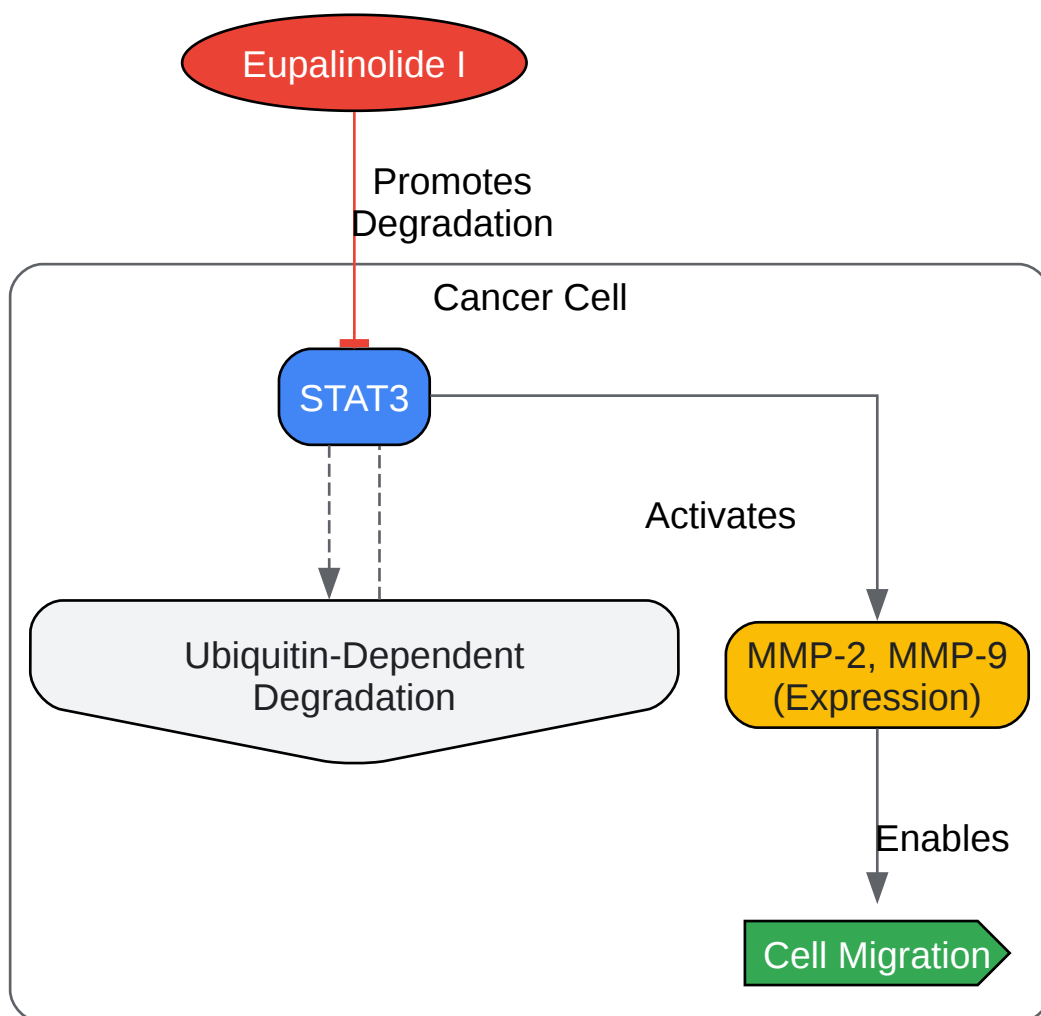 Eupalinolide I
Promotes
Degradation
Cancer Cell
STAT3
Activates
Ubiquitin-Dependent
Degradation
MMP-2, MMP-9
(Expression)
Enables
Cell Migration